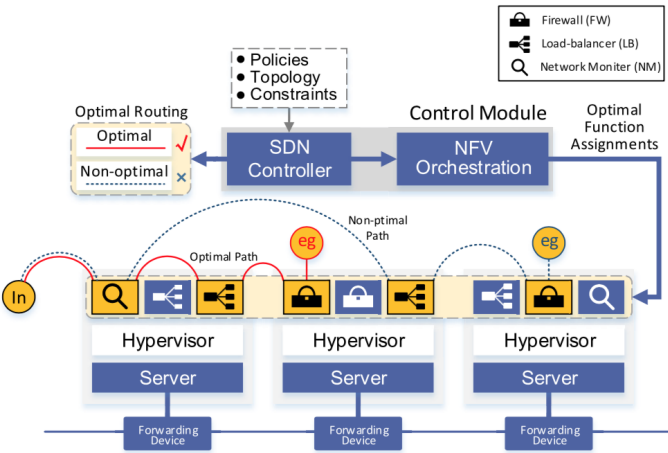 Firewall (FW)
Load-balancer (LB)
Network Moniter (NM)
Policies
Topology
Constraints
Optimal Routing
Optimal
Non-optimal
Control Module
SDN
Controller
NFV
Orchestration
Optimal
Function
Assignments
Non-ptimal
Path
Optimal Path
eg
eg
In
Hypervisor
Hypervisor
Hypervisor
Server
Server
Server
Forwarding
Device
Forwarding
Device
Forwarding
Device